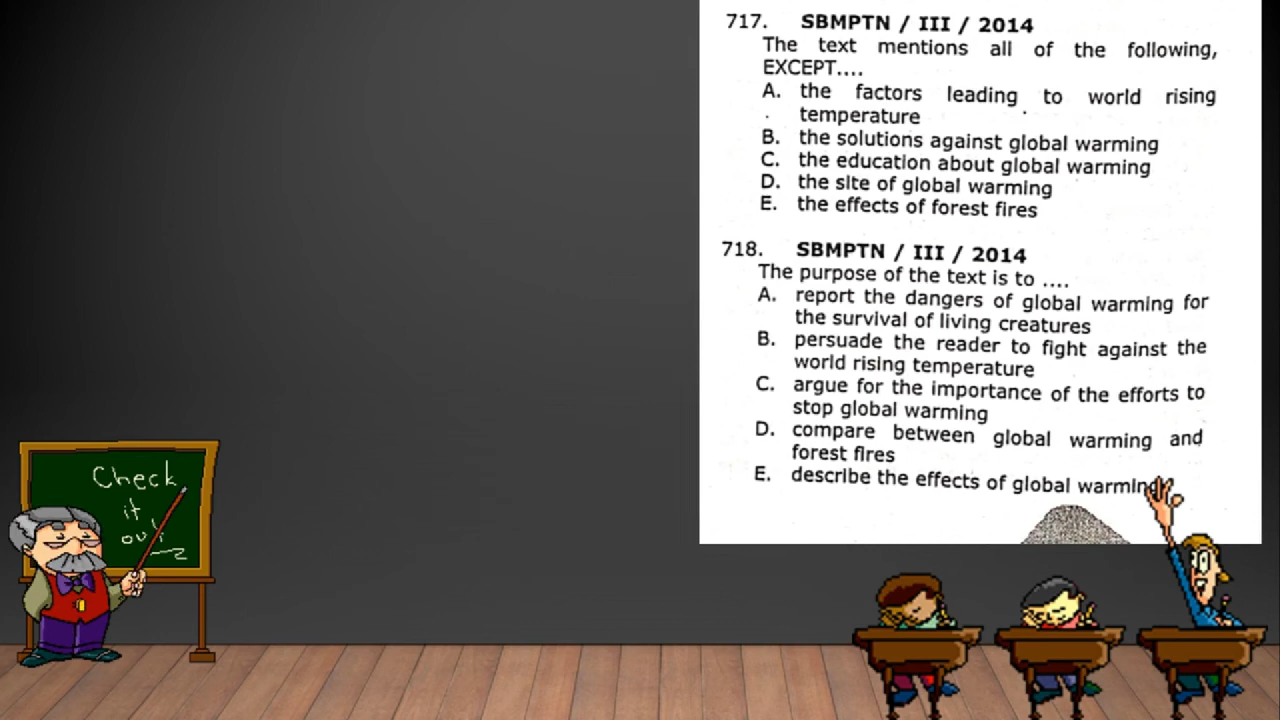 717. SBMPTN / III / 2014
The text mentions all of the following,
EXCEPT....
A. the factors leading to world rising
temperature
B. the solutions against global warming
C. the education about global warming
D. the site of global warming
E. the effects of forest fires
718. SBMPTN / III / 2014
The purpose of the text is to ....
A. report the dangers of global warming for
the survival of living creatures
B. persuade the reader to fight against the
world rising temperature
C. argue for the importance of the efforts to
stop global warming
D. compare between global warming and
forest fires
E. describe the effects of global warming
Check
it
out